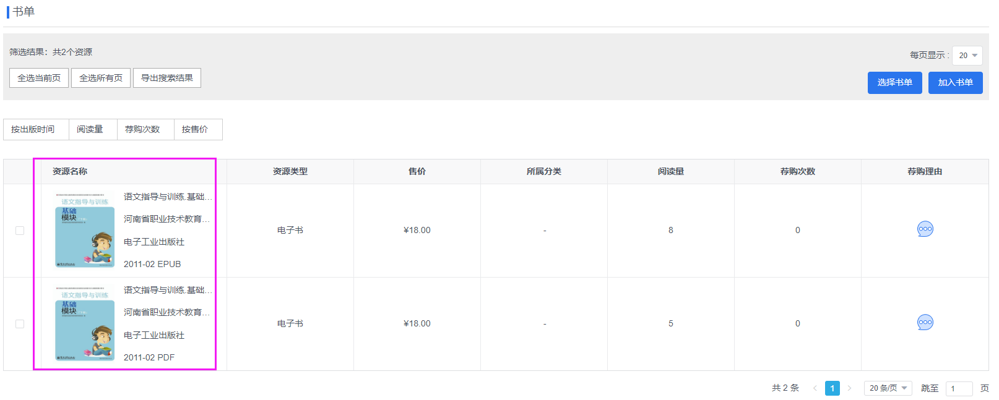 书单
筛选结果：共2个资源
每页显示 : 20
全选当前页 全选所有页 导出搜索结果
选择书单 加入书单
按出版时间 阅读量 荐购次数 按售价
资源名称 资源类型 售价 所属分类 阅读量 荐购次数 荐购理由
语文指导与训练
基础
模块
语文指导与训练.基础...
河南省职业技术教育...
电子工业出版社
2011-02 EPUB
电子书 ¥18.00 - 8 0
语文指导与训练
基础
模块
语文指导与训练.基础...
河南省职业技术教育...
电子工业出版社
2011-02 PDF
电子书 ¥18.00 - 5 0
共 2 条 < 1 > 20 条/页 跳至 1 页